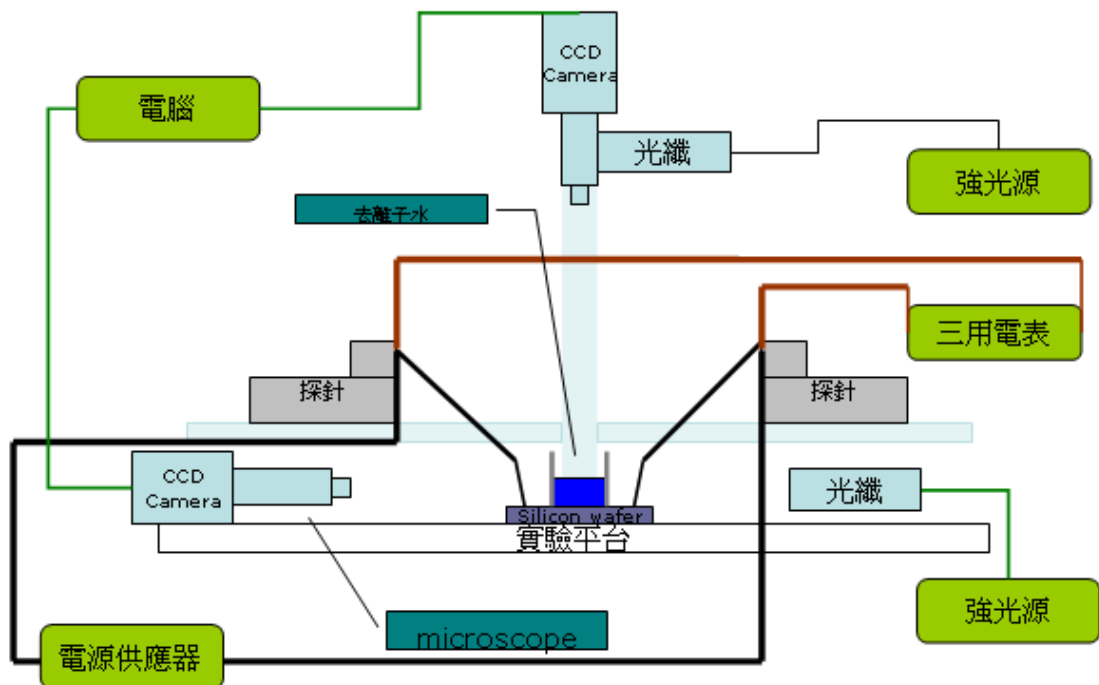 CCD
Camera
電腦
光纖
強光源
去離子水
三用電表
探針
探針
CCD
Camera
光纖
Silicon wafer
實驗平台
強光源
microscope
電源供應器